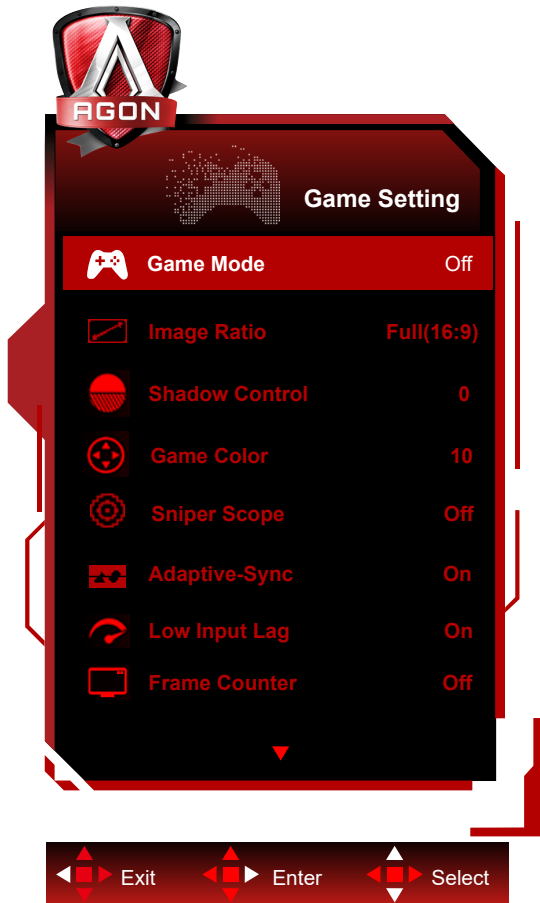 AGON
Game Setting
Game Mode Off
Image Ratio Full(16:9)
Shadow Control 0
Game Color 10
Sniper Scope Off
Adaptive-Sync On
Low Input Lag On
Frame Counter Off
Exit Enter Select